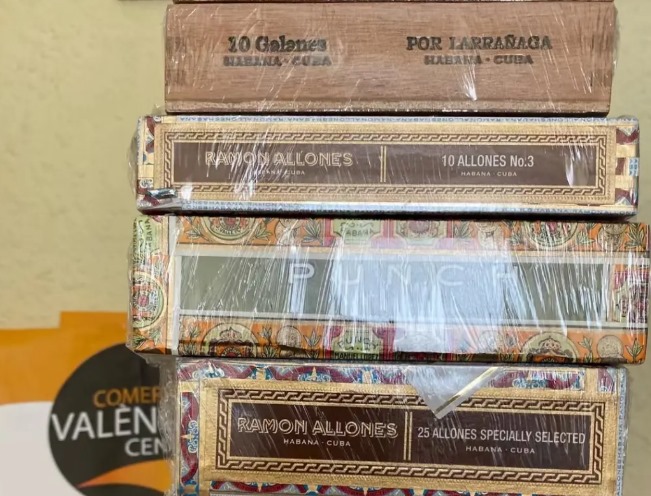 10 Galanes
HABANA · CUBA
POR LARRAÑAGA
HABANA · CUBA
RAMON ALLONES
HABANA · CUBA
10 ALLONES No.3
HABANA · CUBA
PUNCH
RAMON ALLONES
HABANA · CUBA
25 ALLONES SPECIALLY SELECTED
HABANA · CUBA
COMER
VALÈN
CEN